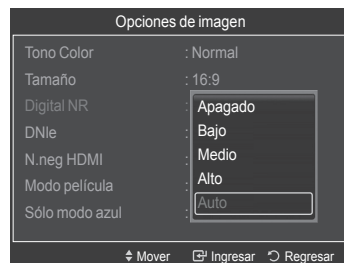 Opciones de imagen
Tono Color : Normal
Tamaño : 16:9
Digital NR :
Apagado
DNIe :
Bajo
N.neg HDMI :
Medio
Modo película :
Alto
Sólo modo azul :
Auto
Mover Ingresar Regresar